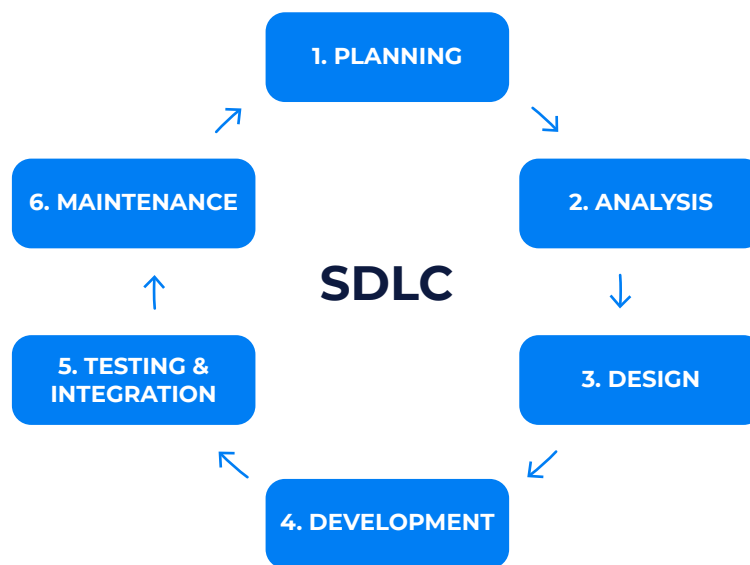 1. PLANNING
6. MAINTENANCE
2. ANALYSIS
SDLC
5. TESTING &
INTEGRATION
3. DESIGN
4. DEVELOPMENT